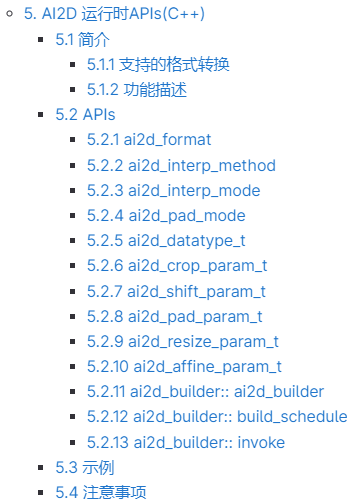 5. AI2D 运行时APIs(C++)
5.1 简介
5.1.1 支持的格式转换
5.1.2 功能描述
5.2 APIs
5.2.1 ai2d_format
5.2.2 ai2d_interp_method
5.2.3 ai2d_interp_mode
5.2.4 ai2d_pad_mode
5.2.5 ai2d_datatype_t
5.2.6 ai2d_crop_param_t
5.2.7 ai2d_shift_param_t
5.2.8 ai2d_pad_param_t
5.2.9 ai2d_resize_param_t
5.2.10 ai2d_affine_param_t
5.2.11 ai2d_builder:: ai2d_builder
5.2.12 ai2d_builder:: build_schedule
5.2.13 ai2d_builder:: invoke
5.3 示例
5.4 注意事项